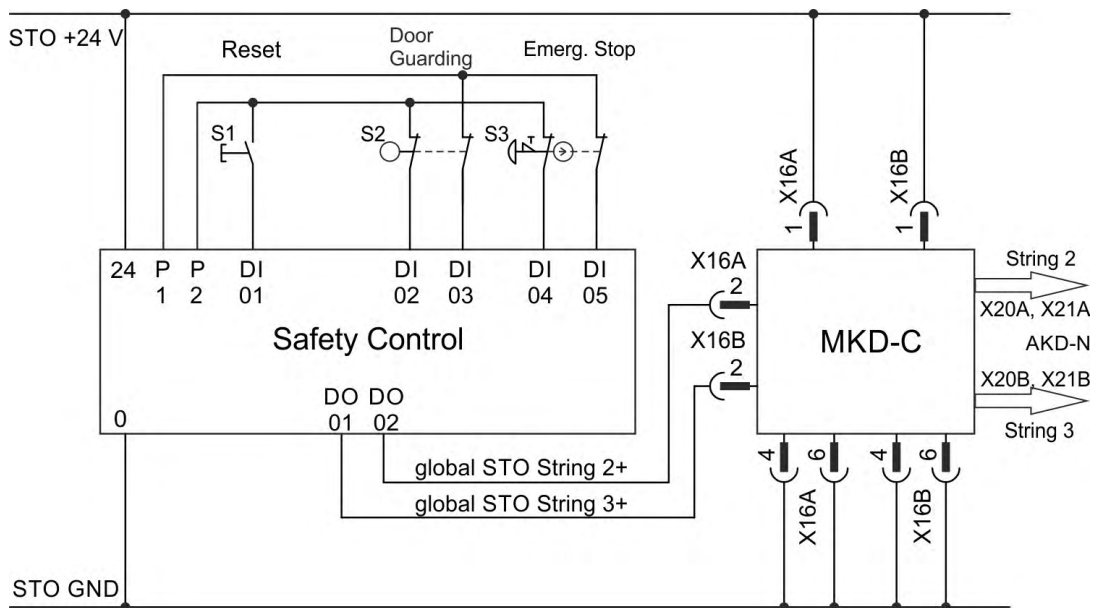 STO +24 V
Reset
Door
Guarding
Emerg. Stop
S1
S2
S3
X16A
X16B
1
1
24 P P DI DI DI DI DI
1 2 01 02 03 04 05
Safety Control
DO DO
01 02
0
X16A
2
X16B
2
MKD-C
String 2
X20A, X21A
AKD-N
X20B, X21B
String 3
global STO String 2+
global STO String 3+
4
6
4
6
X16A
X16B
STO GND